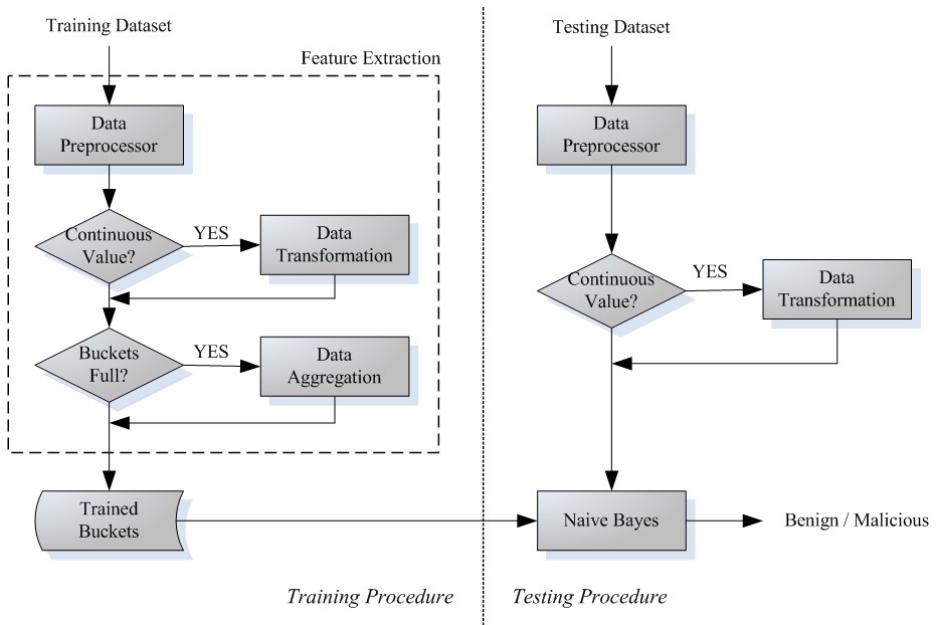 Training Dataset
Feature Extraction
Data
Preprocessor
Continuous
Value?
YES
Data
Transformation
Buckets
Full?
YES
Data
Aggregation
Trained
Buckets
Training Procedure
Testing Dataset
Data
Preprocessor
Continuous
Value?
YES
Data
Transformation
Naive Bayes
Benign / Malicious
Testing Procedure